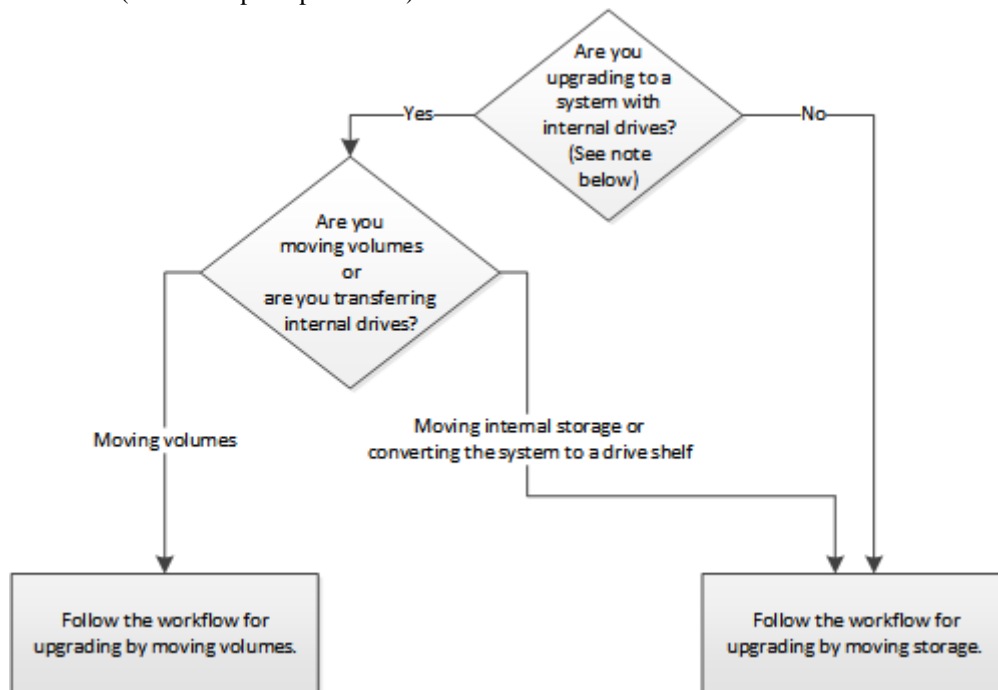 Are you
upgrading to a
system with
internal drives?
(See note
below)
Yes
No
Are you
moving volumes
or
are you transferring
internal drives?
Moving volumes
Moving internal storage or
converting the system to a drive shelf
Follow the workflow for
upgrading by moving volumes.
Follow the workflow for
upgrading by moving storage.